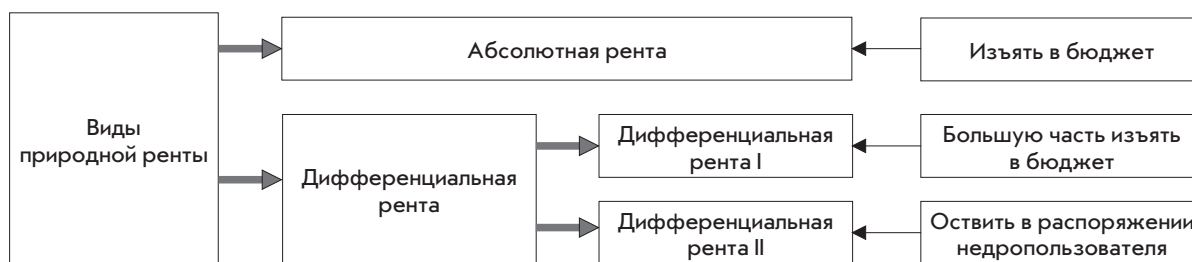 Виды
природной ренты
Абсолютная рента
Изъять в бюджет
Дифференциальная
рента
Дифференциальная
рента I
Большую часть изъять
в бюджет
Дифференциальная
рента II
Оствить в распоряжении
недропользователя